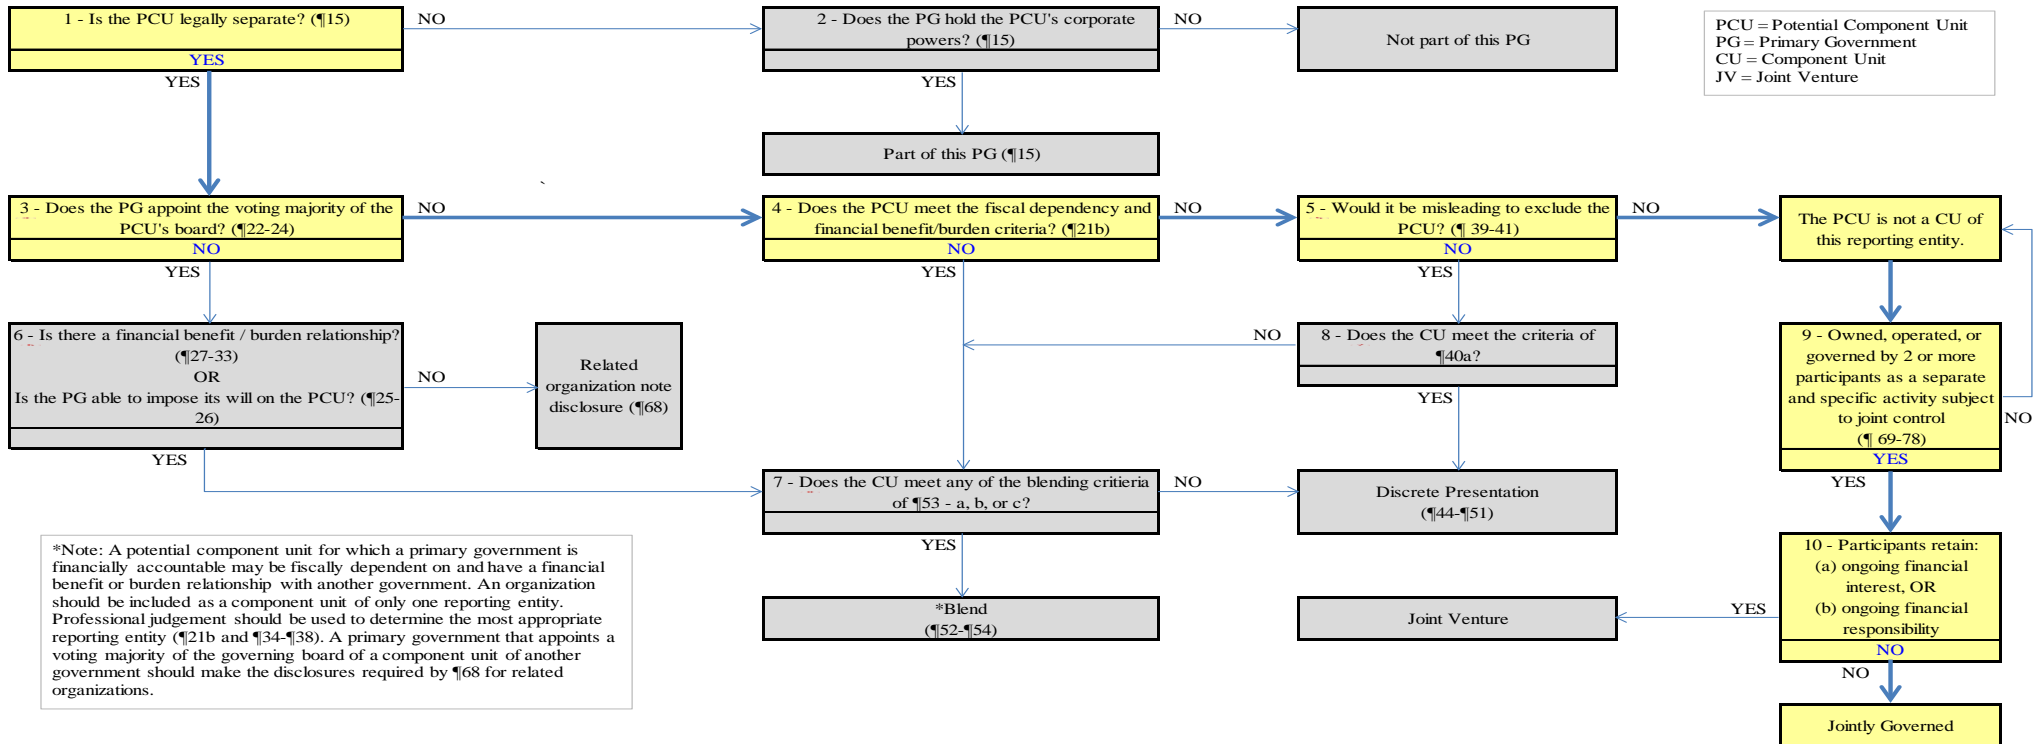 1 - Is the PCU legally separate? (¶15)
YES
NO
YES
2 - Does the PG hold the PCU's corporate
powers? (¶15)
NO
YES
Not part of this PG
PCU = Potential Component Unit
PG = Primary Government
CU = Component Unit
JV = Joint Venture
Part of this PG (¶15)
`
3 - Does the PG appoint the voting majority of the
PCU's board? (¶22-24)
NO
NO
YES
4 - Does the PCU meet the fiscal dependency and
financial benefit/burden criteria? (¶21b)
NO
NO
YES
5 - Would it be misleading to exclude the
PCU? (¶ 39-41)
NO
NO
YES
The PCU is not a CU of
this reporting entity.
6 - Is there a financial benefit / burden relationship?
(¶27-33)
OR
Is the PG able to impose its will on the PCU? (¶25-
26)
NO
YES
Related
organization note
disclosure (¶68)
NO
8 - Does the CU meet the criteria of
¶40a?
YES
9 - Owned, operated, or
governed by 2 or more
participants as a separate
and specific activity subject
to joint control
(¶ 69-78)
YES
NO
YES
7 - Does the CU meet any of the blending critieria
of ¶53 - a, b, or c?
NO
YES
Discrete Presentation
(¶44-¶51)
*Note: A potential component unit for which a primary government is
financially accountable may be fiscally dependent on and have a financial
benefit or burden relationship with another government. An organization
should be included as a component unit of only one reporting entity.
Professional judgement should be used to determine the most appropriate
reporting entity (¶21b and ¶34-¶38). A primary government that appoints a
voting majority of the governing board of a component unit of another
government should make the disclosures required by ¶68 for related
organizations.
*Blend
(¶52-¶54)
Joint Venture
YES
10 - Participants retain:
(a) ongoing financial
interest, OR
(b) ongoing financial
responsibility
NO
NO
Jointly Governed